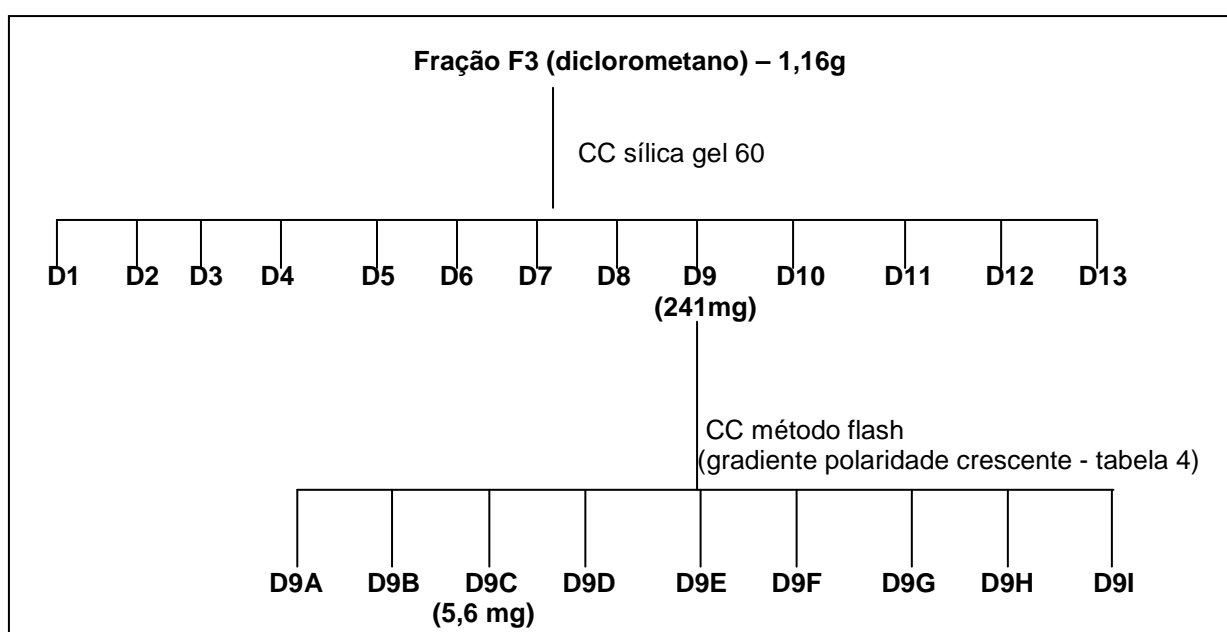 Fração F3 (diclorometano) – 1,16g
CC sílica gel 60
D1 D2 D3 D4 D5 D6 D7 D8 D9 D10 D11 D12 D13
(241mg)
CC método flash
(gradiente polaridade crescente - tabela 4)
D9A D9B D9C D9D D9E D9F D9G D9H D9I
(5,6 mg)